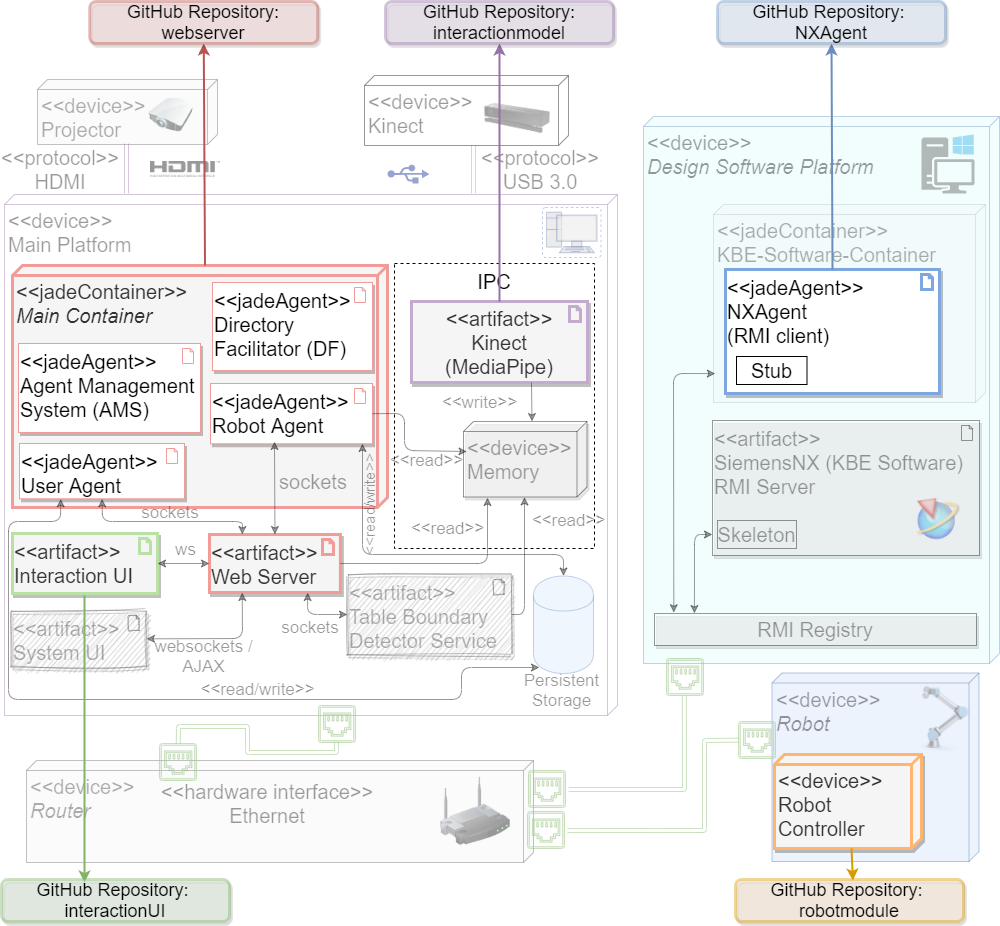 GitHub Repository:
webserver
GitHub Repository:
interactionmodel
GitHub Repository:
NXAgent
<<device>>
Projector
<<device>>
Kinect
<<protocol>>
HDMI
HDMI
<<protocol>>
USB 3.0
<<device>>
Design Software Platform
<<device>>
Main Platform
<<jadeContainer>>
KBE-Software-Container
<<jadeContainer>>
Main Container
<<jadeAgent>>
Directory
Facilitator (DF)
IPC
<<artifact>>
Kinect
(MediaPipe)
<<jadeAgent>>
NXAgent
(RMI client)
Stub
<<jadeAgent>>
Agent Management
System (AMS)
<<jadeAgent>>
Robot Agent
<<write>>
<<device>>
Memory
<<read>>
<<artifact>>
SiemensNX (KBE Software)
RMI Server
Skeleton
<<jadeAgent>>
User Agent
sockets
<<read/write>>
sockets
<<read>>
<<read>>
<<artifact>>
Interaction UI
ws
<<artifact>>
Web Server
<<artifact>>
Table Boundary
Detector Service
sockets
<<artifact>>
System UI
websockets /
AJAX
<<read/write>>
Persistent
Storage
RMI Registry
<<device>>
Robot
<<device>>
Robot
Controller
<<device>>
Router
<<hardware interface>>
Ethernet
GitHub Repository:
interactionUI
GitHub Repository:
robotmodule